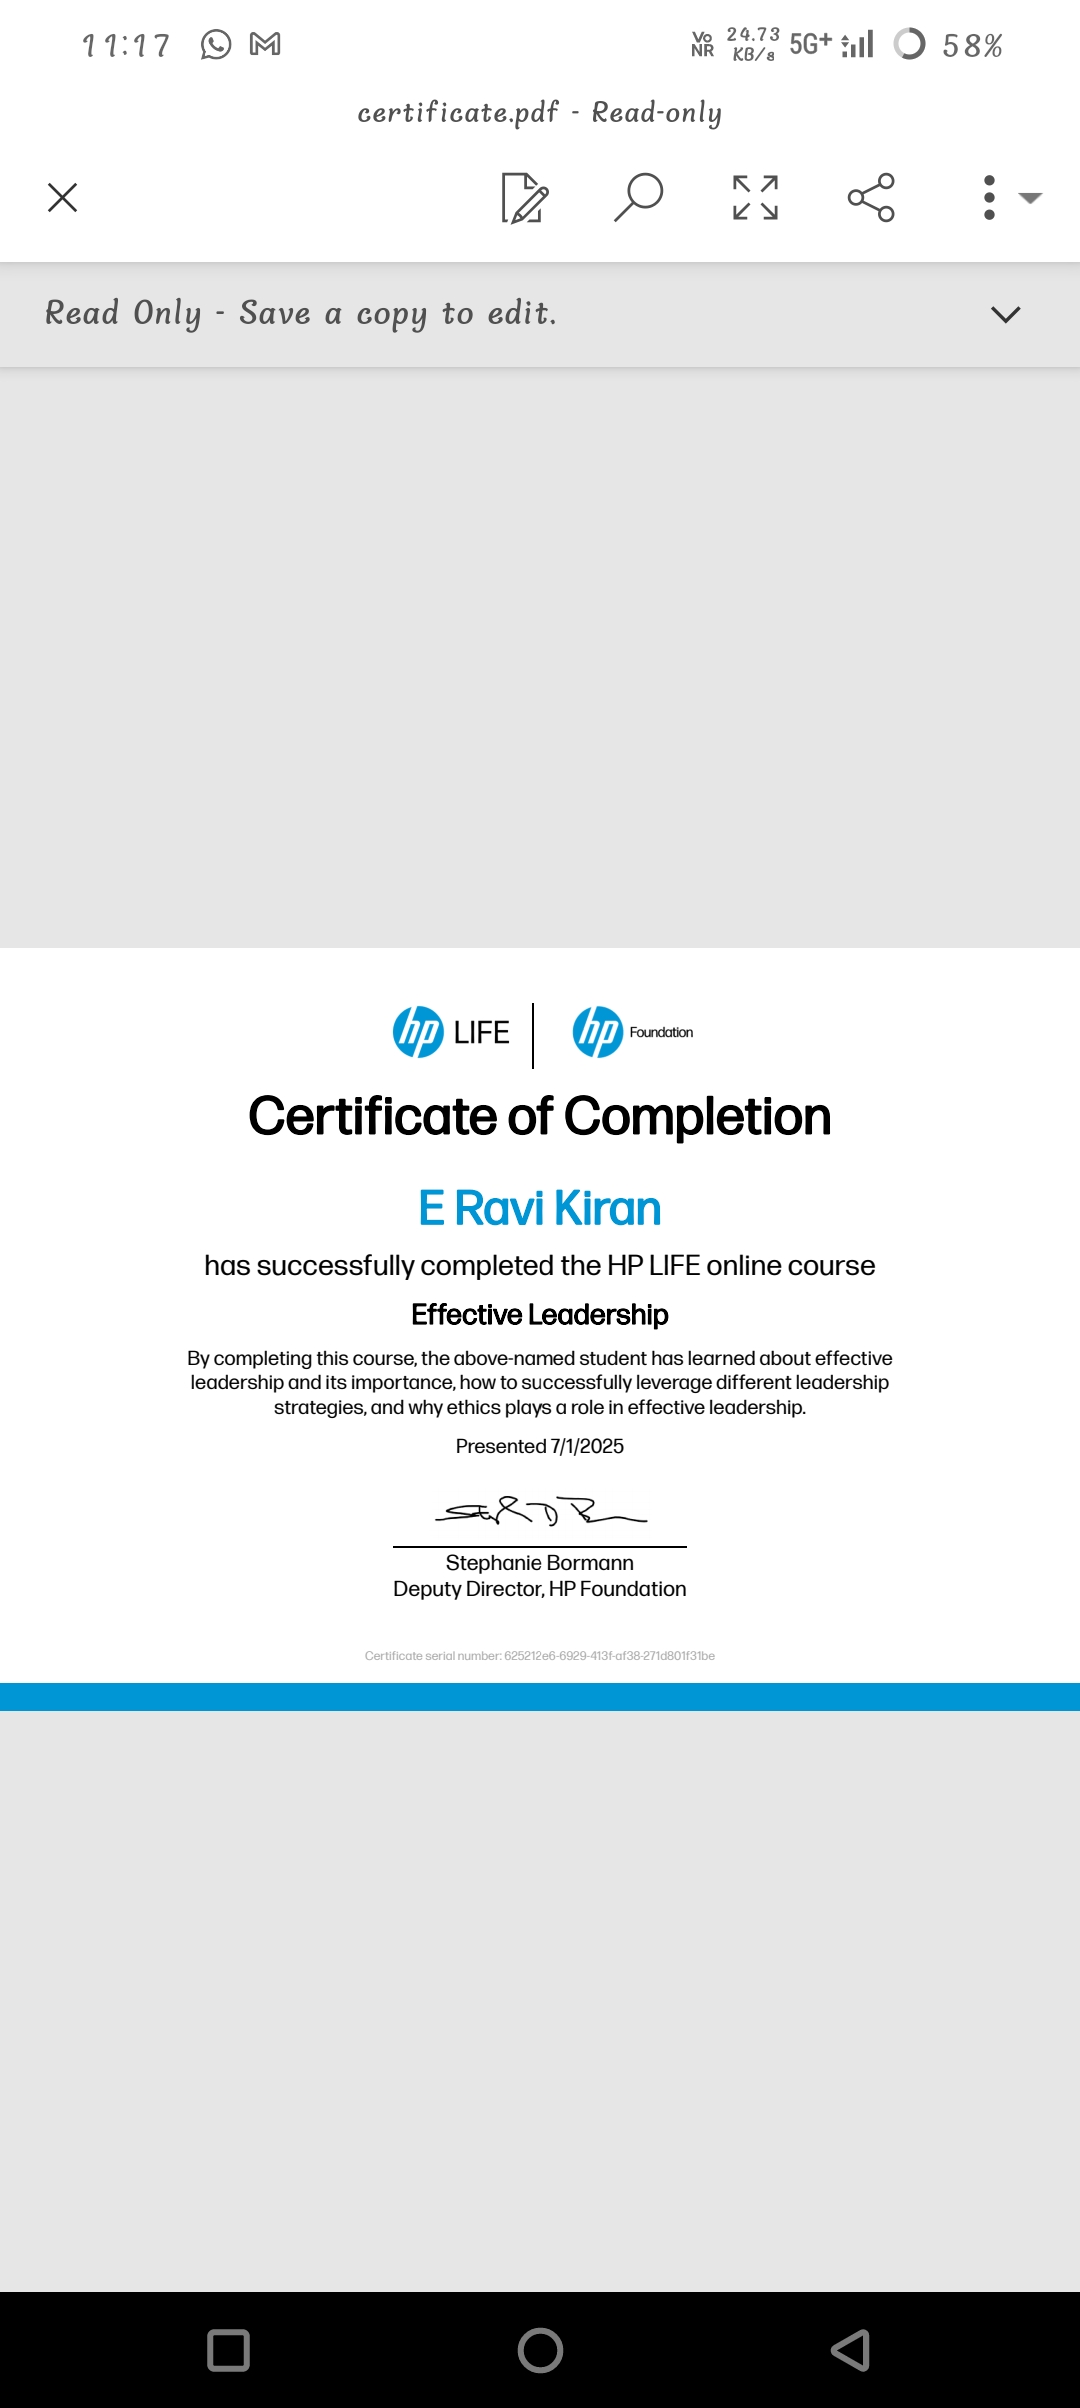 11:17 Vo NR 24.73 KB/s 5G+ 58%
certificate.pdf - Read-only
Read Only - Save a copy to edit.
hp LIFE hp Foundation
Certificate of Completion
E Ravi Kiran
has successfully completed the HP LIFE online course
Effective Leadership
By completing this course, the above-named student has learned about effective
leadership and its importance, how to successfully leverage different leadership
strategies, and why ethics plays a role in effective leadership.
Presented 7/1/2025
Stephanie Bormann
Deputy Director, HP Foundation
Certificate serial number: 625212e6-6929-413f-af38-271d801f31be